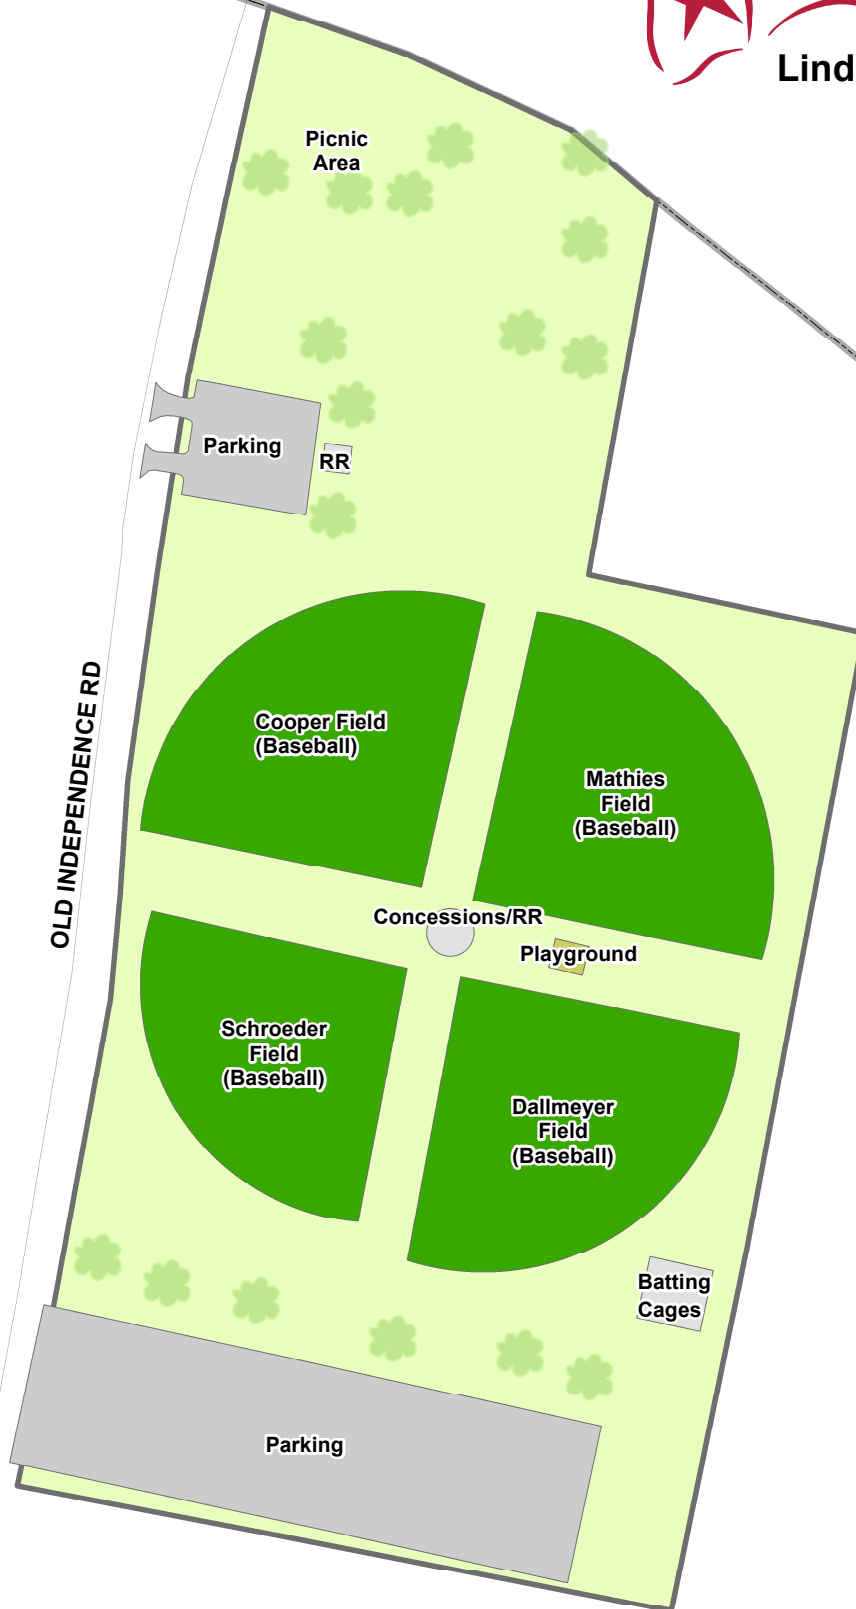 Lind
Picnic
Area
Parking
RR
OLD INDEPENDENCE RD
Cooper Field
(Baseball)
Mathies
Field
(Baseball)
Concessions/RR
Playground
Schroeder
Field
(Baseball)
Dallmeyer
Field
(Baseball)
Batting
Cages
Parking